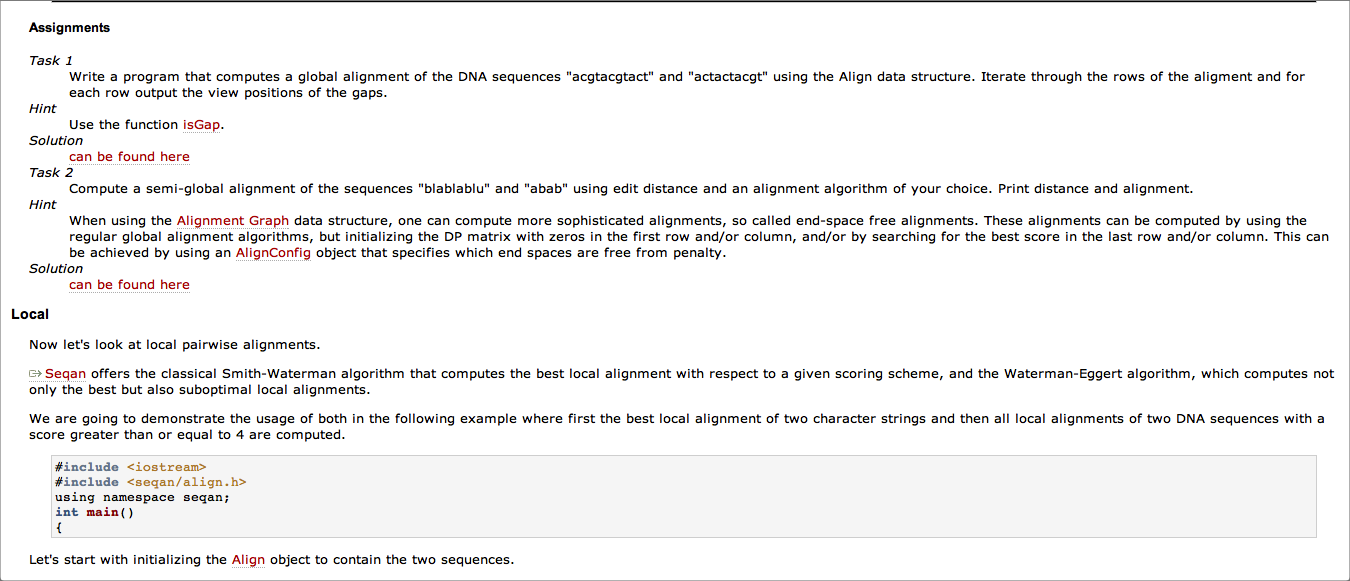 Assignments
Task 1
Write a program that computes a global alignment of the DNA sequences "acgtacgtact" and "actactacgt" using the Align data structure. Iterate through the rows of the aligment and for
each row output the view positions of the gaps.
Hint
Use the function isGap.
Solution
can be found here
Task 2
Compute a semi-global alignment of the sequences "blablablu" and "abab" using edit distance and an alignment algorithm of your choice. Print distance and alignment.
Hint
When using the Alignment Graph data structure, one can compute more sophisticated alignments, so called end-space free alignments. These alignments can be computed by using the
regular global alignment algorithms, but initializing the DP matrix with zeros in the first row and/or column, and/or by searching for the best score in the last row and/or column. This can
be achieved by using an AlignConfig object that specifies which end spaces are free from penalty.
Solution
can be found here
Local
Now let's look at local pairwise alignments.
Seqan offers the classical Smith-Waterman algorithm that computes the best local alignment with respect to a given scoring scheme, and the Waterman-Eggert algorithm, which computes not
only the best but also suboptimal local alignments.
We are going to demonstrate the usage of both in the following example where first the best local alignment of two character strings and then all local alignments of two DNA sequences with a
score greater than or equal to 4 are computed.
#include <iostream>
#include <seqan/align.h>
using namespace seqan;
int main()
{
Let's start with initializing the Align object to contain the two sequences.